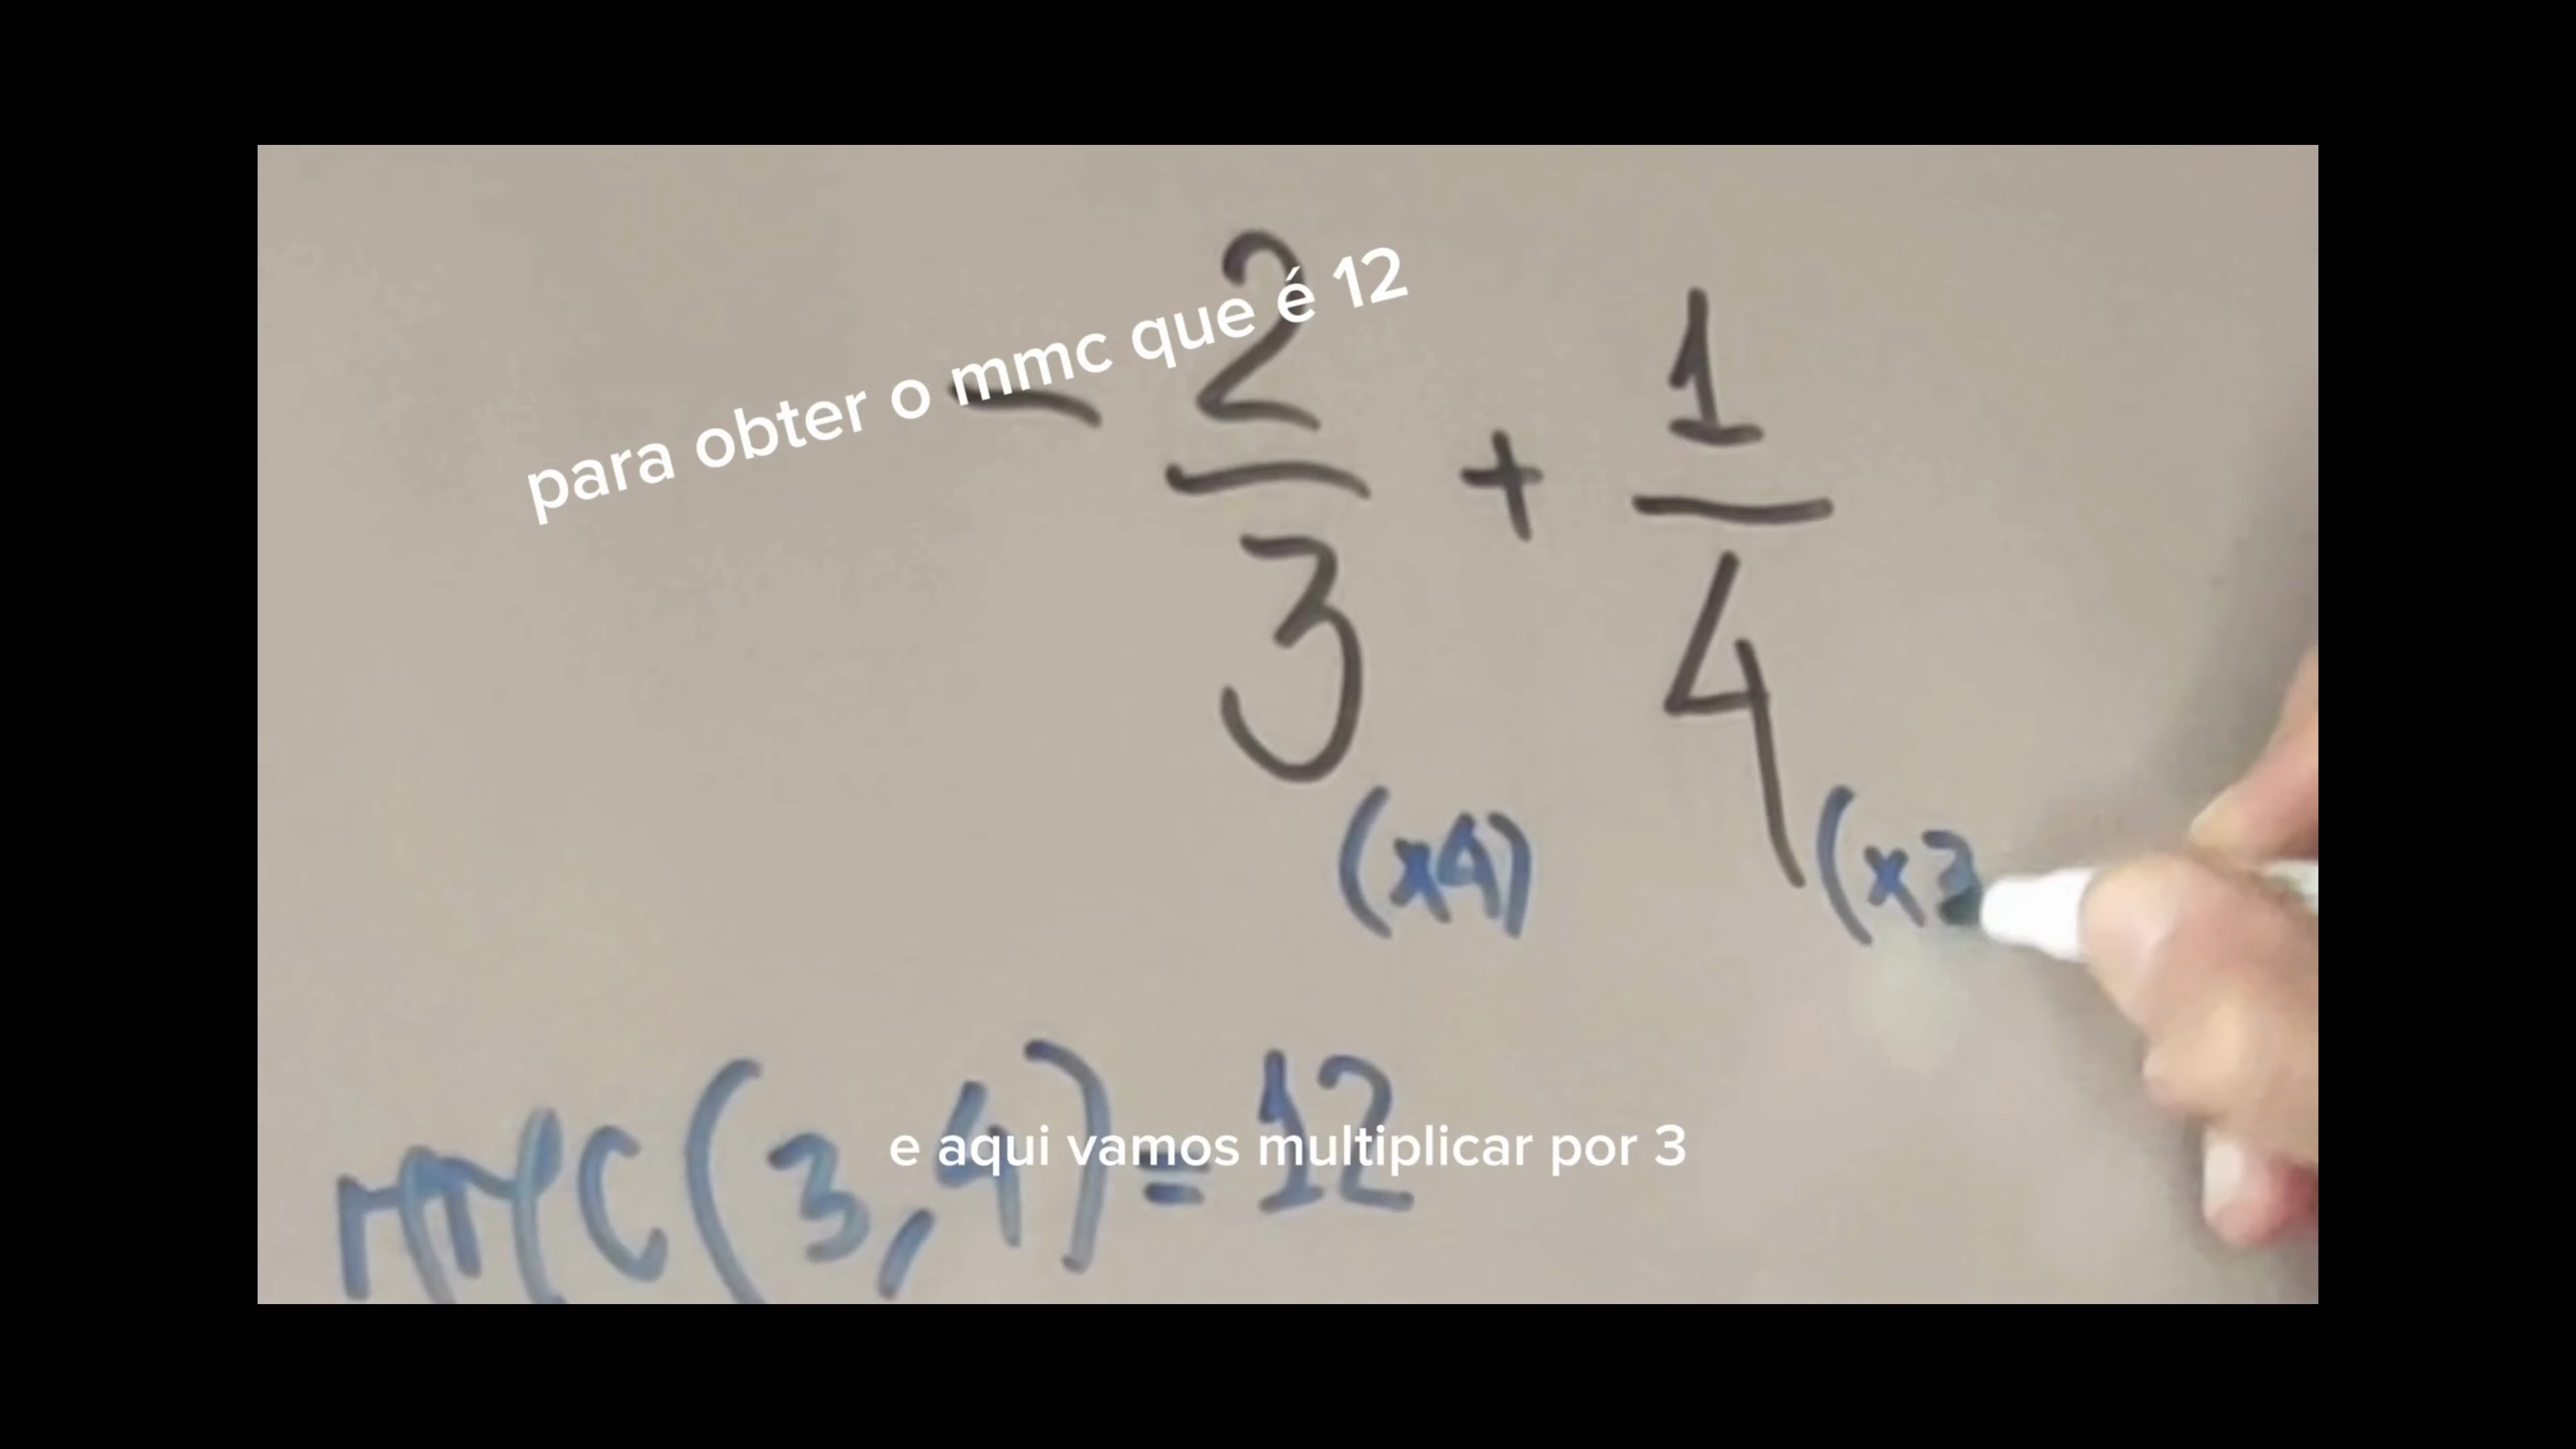 para obter o mmc que é 12
- 2/3 + 1/4
(x4) (x3
mmc(3,4)=12
e aqui vamos multiplicar por 3